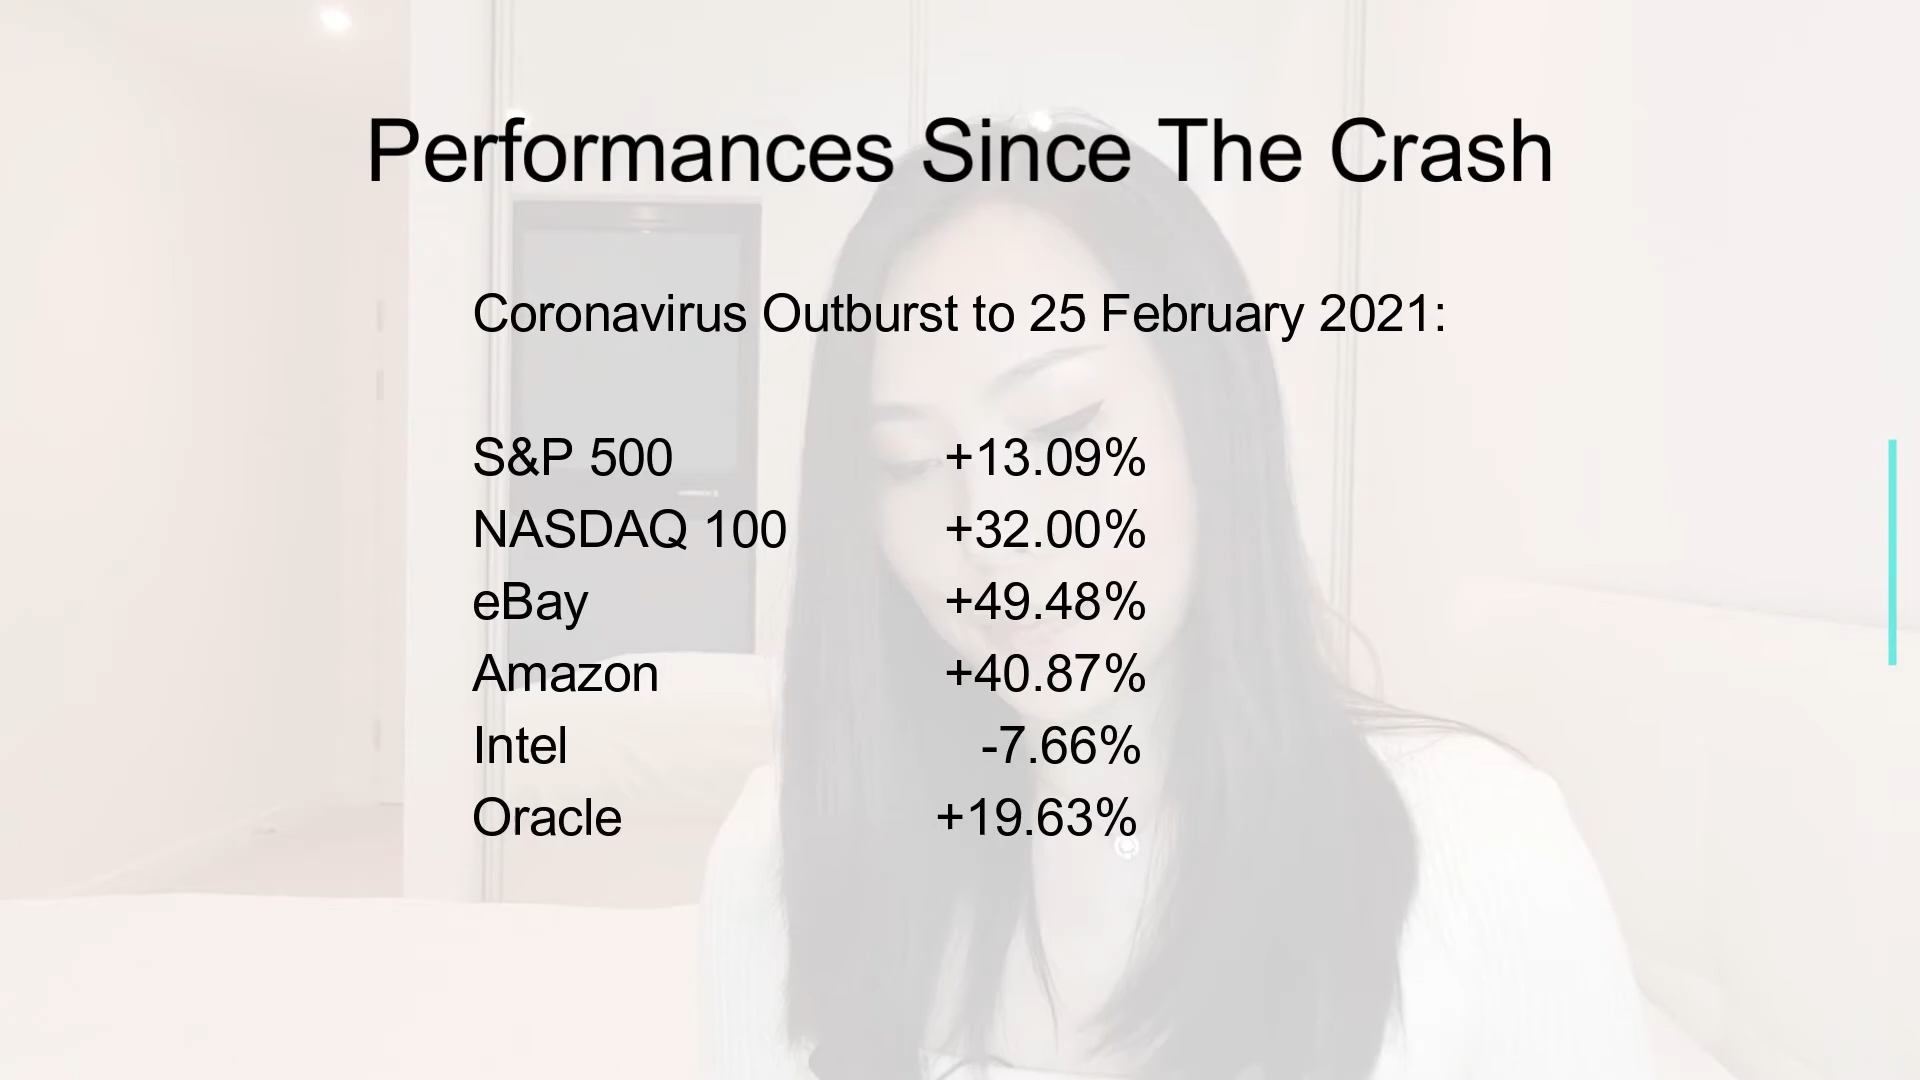 Performances Since The Crash
Coronavirus Outburst to 25 February 2021:
S&P 500 +13.09%
NASDAQ 100 +32.00%
eBay +49.48%
Amazon +40.87%
Intel -7.66%
Oracle +19.63%